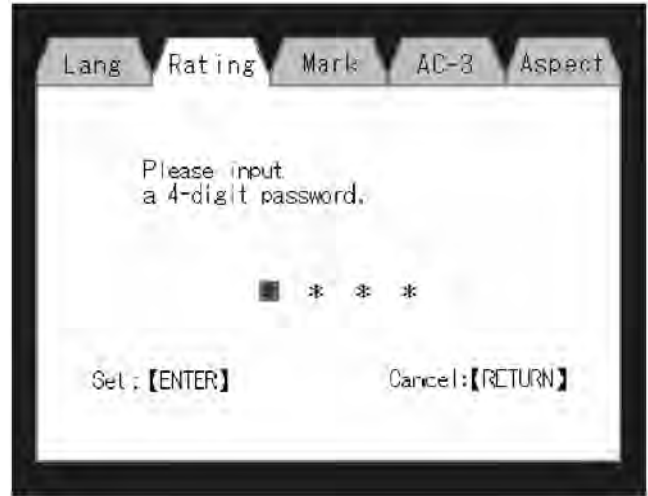 Lang Rating Mark AC-3 Aspect
Please input
a 4-digit password.
* * *
Set:【ENTER】 Cancel:【RETURN】